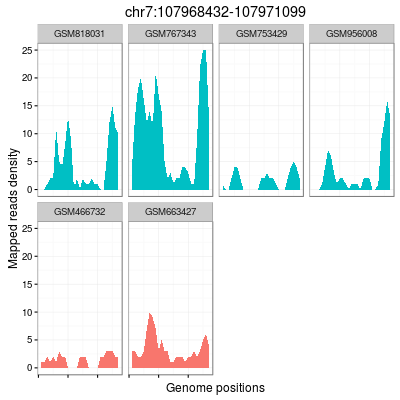 chr7:107968432-107971099
GSM818031 GSM767343 GSM753429 GSM956008
25
20
15
10
5
0
Mapped reads density
GSM466732 GSM663427
25
20
15
10
5
0
Genome positions